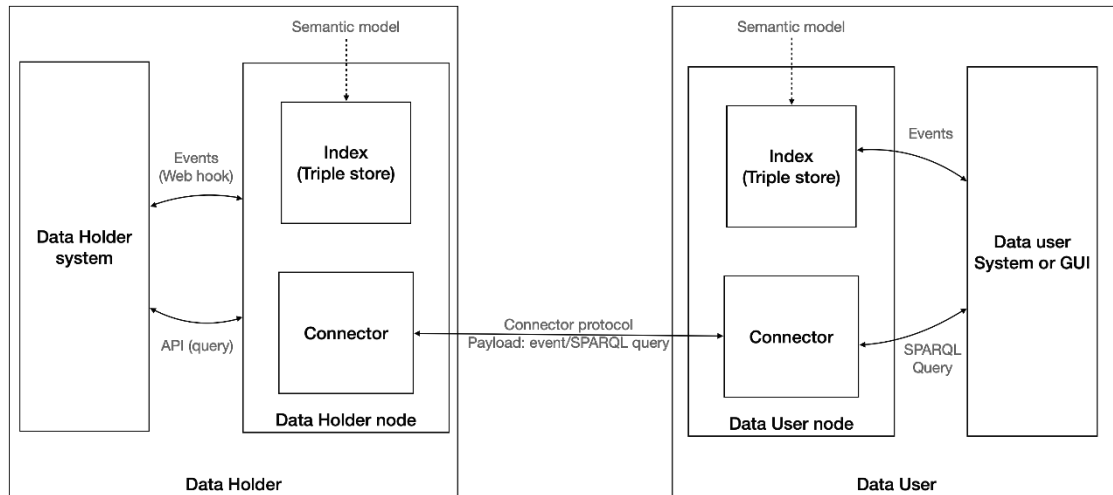 Semantic model
Index
(Triple store)
Events
(Web hook)
Data Holder
system
API (query)
Connector
Data Holder node
Data Holder
Connector protocol
Payload: event/SPARQL query
Semantic model
Index
(Triple store)
Events
Data user
System or GUI
Connector
SPARQL
Query
Data User node
Data User